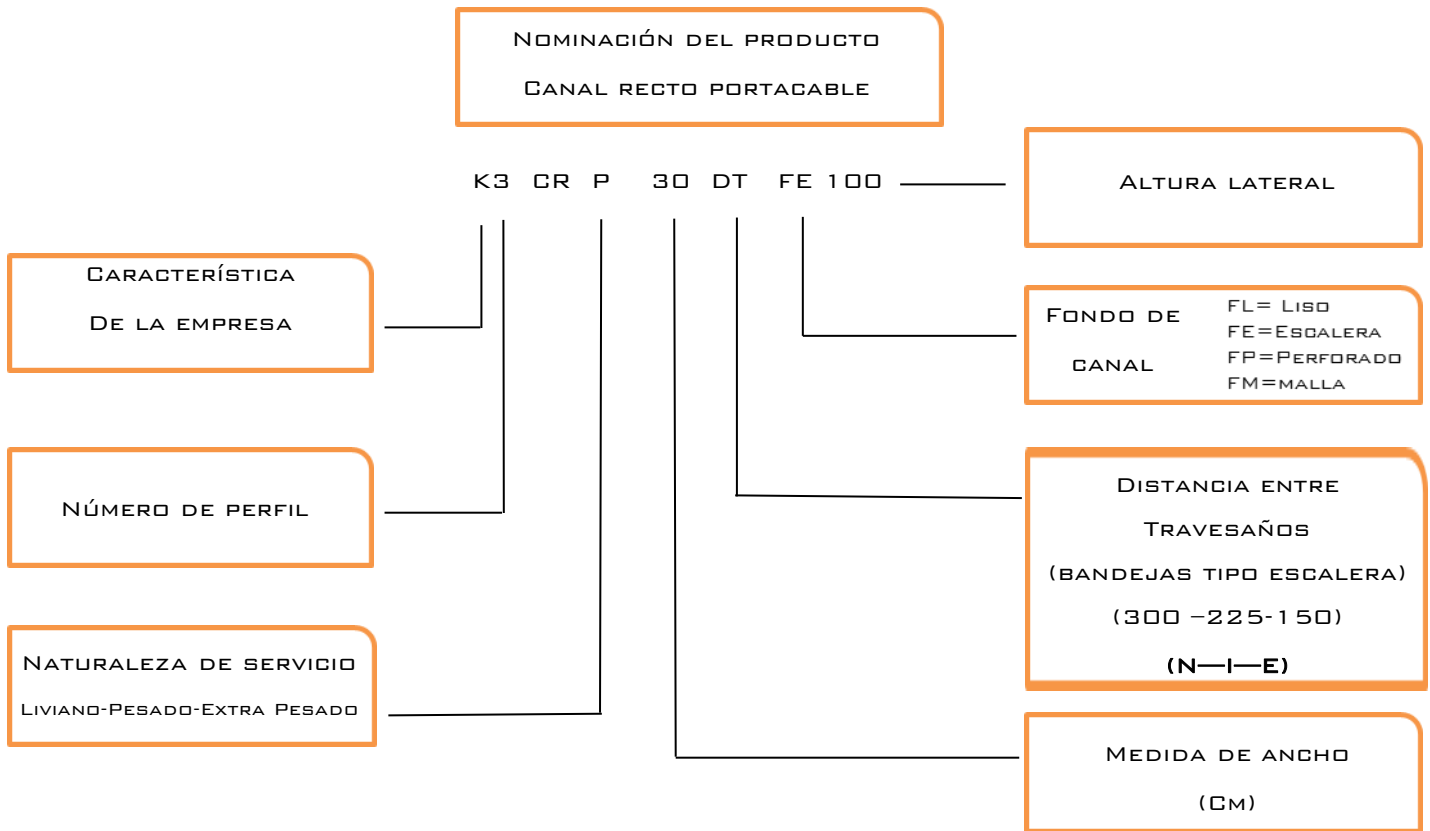 Nominación del producto
Canal recto portacable
K3 CR P 30 DT FE 100
Altura lateral
Característica
De la empresa
Fondo de
canal
FL= Liso
FE=Escalera
FP=Perforado
FM=malla
Número de perfil
Distancia entre
Travesaños
(bandejas tipo escalera)
(300 –225-150)
(N—I—E)
Naturaleza de servicio
Liviano-Pesado-Extra Pesado
Medida de ancho
(Cm)